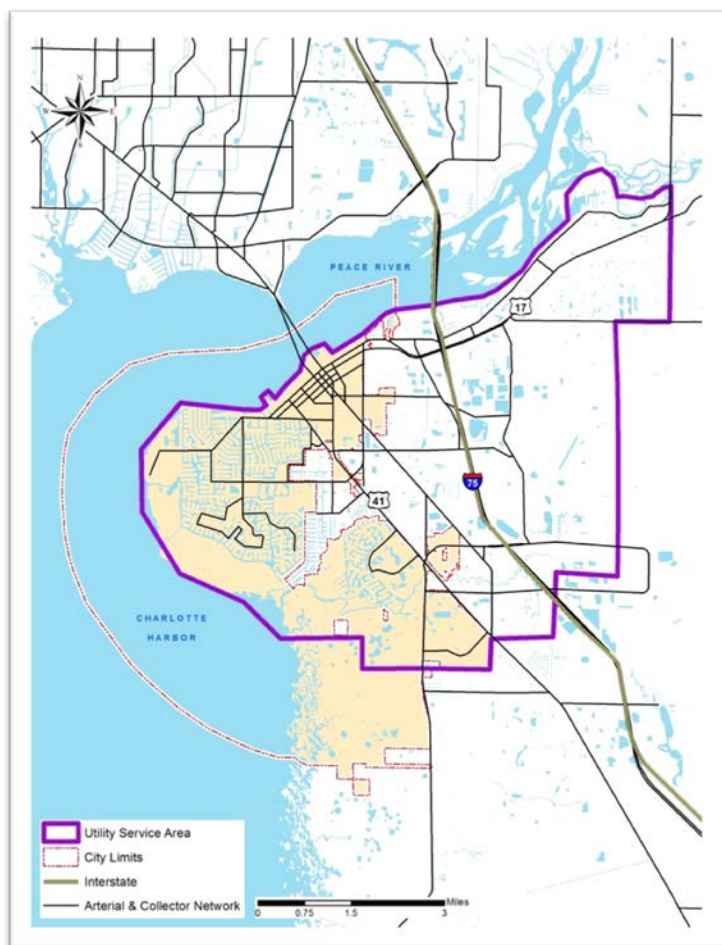 N
W E
S
PEACE RIVER
17
75
41
CHARLOTTE
HARBOR
Utility Service Area
City Limits
Interstate
Arterial & Collector Network
Miles
0 0.75 1.5 3